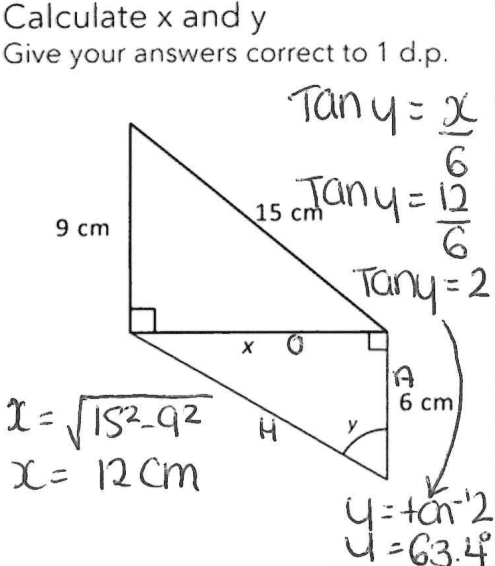 Calculate x and y
Give your answers correct to 1 d.p.
Tan y = x/6
15 cm
Tan y = 12/6
9 cm
Tan y = 2
x O
A
6 cm
H
y
x = √15²-9²
x = 12 cm
y = tan⁻¹2
y = 63.4°